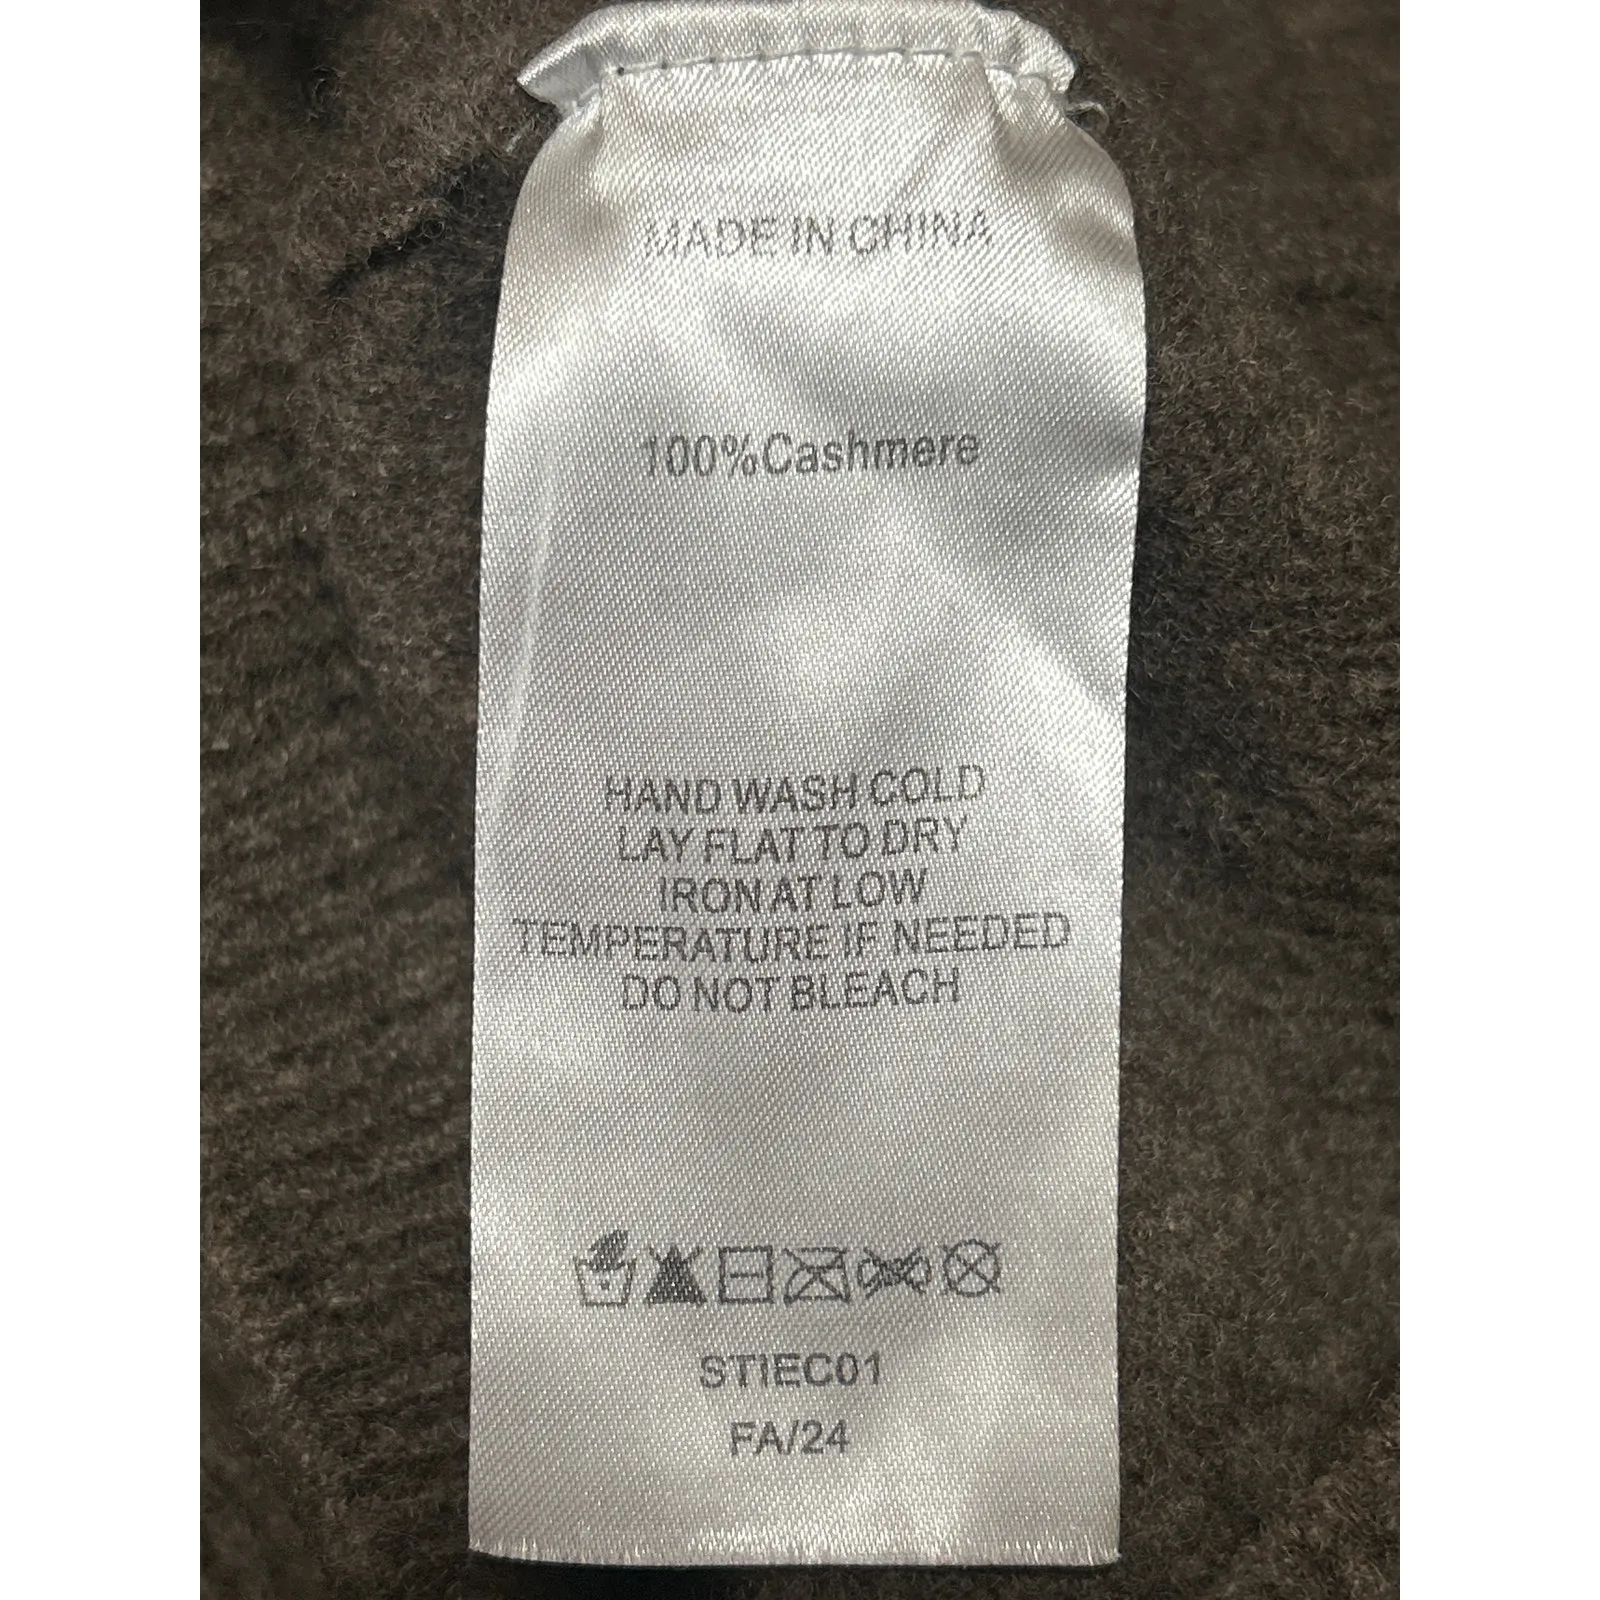 MADE IN CHINA
100%Cashmere
HAND WASH COLD
LAY FLAT TO DRY
IRON AT LOW
TEMPERATURE IF NEEDED
DO NOT BLEACH
STIEC01
FA/24